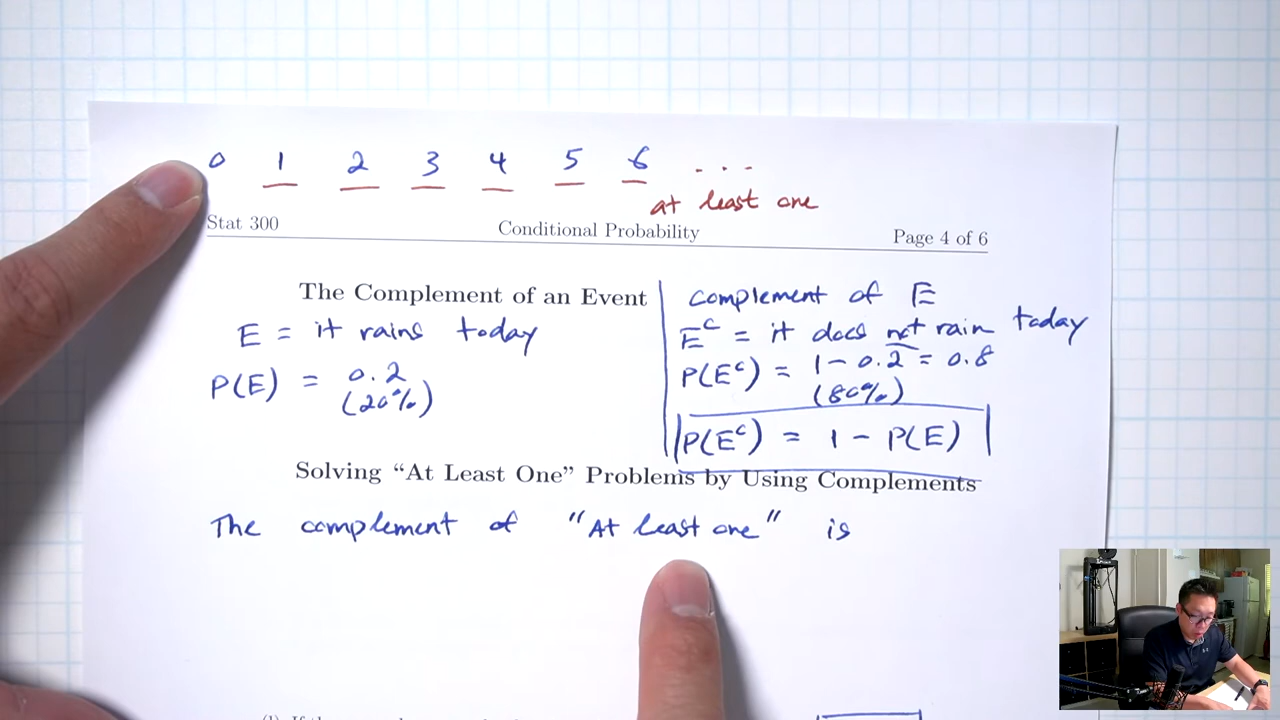 0 1 2 3 4 5 6 ...
at least one
Stat 300 Conditional Probability Page 4 of 6
The Complement of an Event
E = it rains today
P(E) = 0.2
(20%)
complement of E
Eᶜ = it does not rain today
P(Eᶜ) = 1 - 0.2 = 0.8
(80%)
P(Eᶜ) = 1 - P(E)
Solving “At Least One” Problems by Using Complements
The complement of "At least one" is